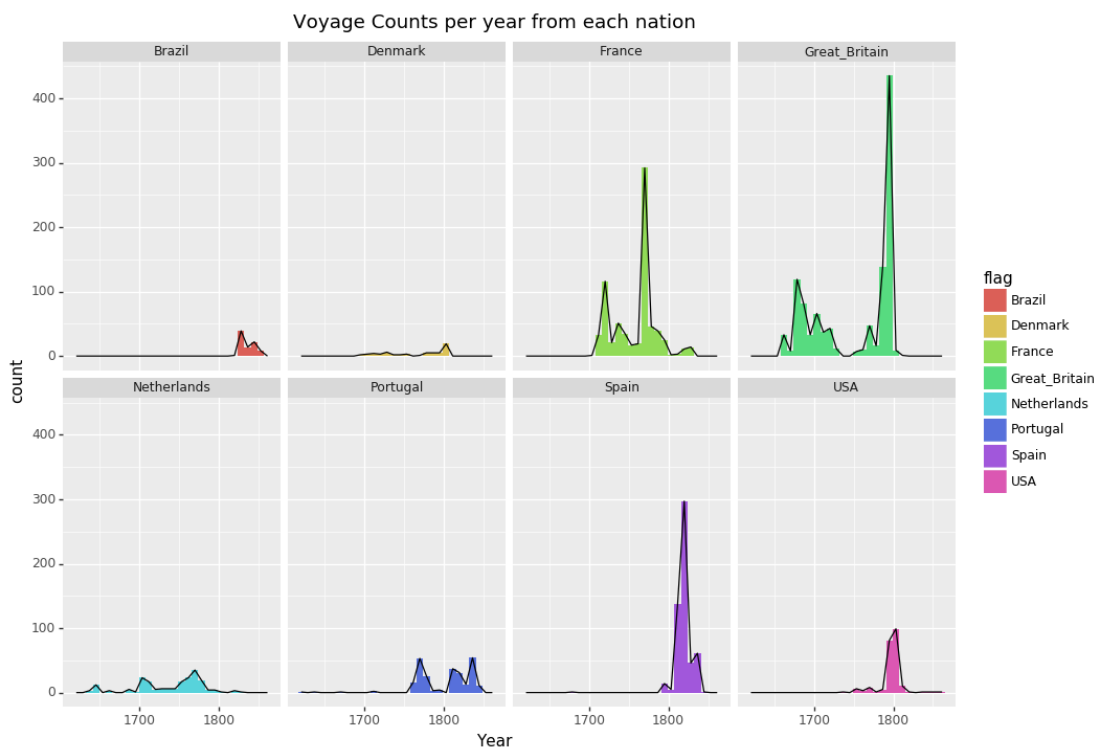 Voyage Counts per year from each nation
Brazil
Denmark
France
Great_Britain
400
300
200
100
0
Netherlands
Portugal
Spain
USA
400
300
200
100
0
1700
1800
1700
1800
1700
1800
1700
1800
count
Year
flag
Brazil
Denmark
France
Great_Britain
Netherlands
Portugal
Spain
USA